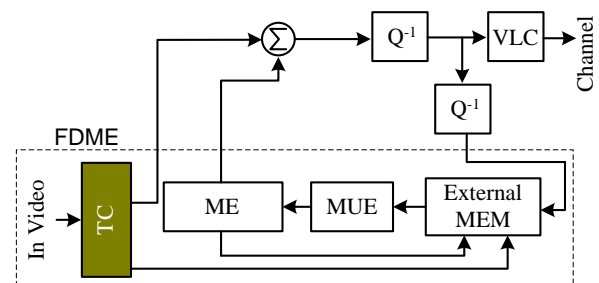 Σ
Q-1
VLC
Channel
Q-1
FDME
In Video
TC
ME
MUE
External
MEM